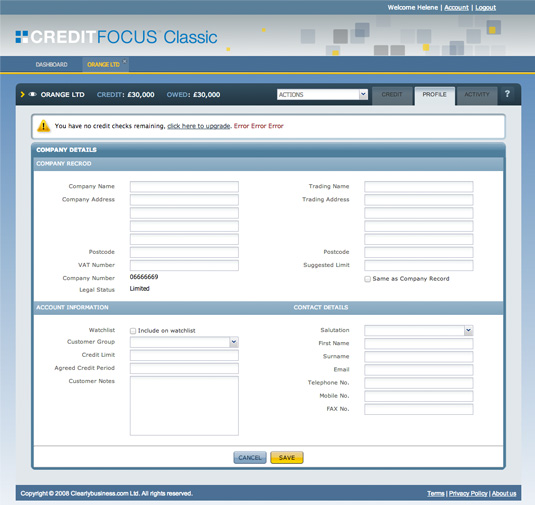 Welcome Helene | Account | Logout
CREDITFOCUS Classic
DASHBOARD ORANGE LTD
ORANGE LTD CREDIT: £30,000 OWED: £30,000 ACTIONS CREDIT PROFILE ACTIVITY ?
You have no credit checks remaining, click here to upgrade. Error Error Error
COMPANY DETAILS
COMPANY RECROD
Company Name Trading Name
Company Address Trading Address
Postcode Postcode
VAT Number Suggested Limit
Company Number 06666669 Same as Company Record
Legal Status Limited
ACCOUNT INFORMATION CONTACT DETAILS
Watchlist Include on watchlist Salutation
Customer Group First Name
Credit Limit Surname
Agreed Credit Period Email
Customer Notes Telephone No.
Mobile No.
FAX No.
CANCEL SAVE
Copyright © 2008 Clearlybusiness.com Ltd. All rights reserved. Terms | Privacy Policy | About us